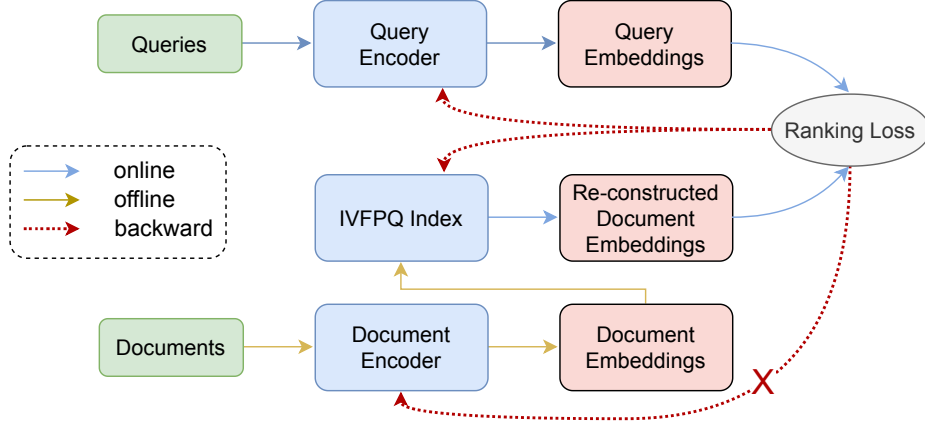 Queries
Query
Encoder
Query
Embeddings
Ranking Loss
online
offline
backward
IVFPQ Index
Re-constructed
Document
Embeddings
Documents
Document
Encoder
Document
Embeddings
X